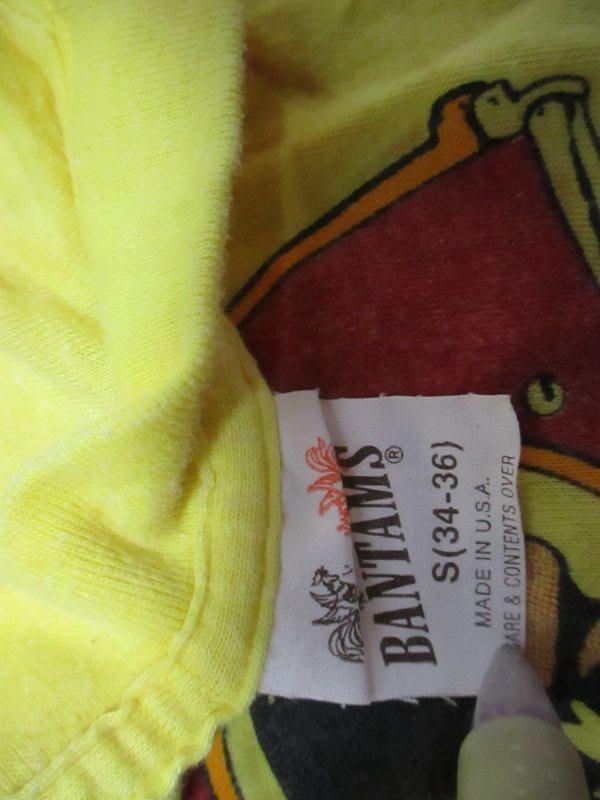 BANTAMS®
S(34-36)
MADE IN U.S.A.
CARE & CONTENTS OVER